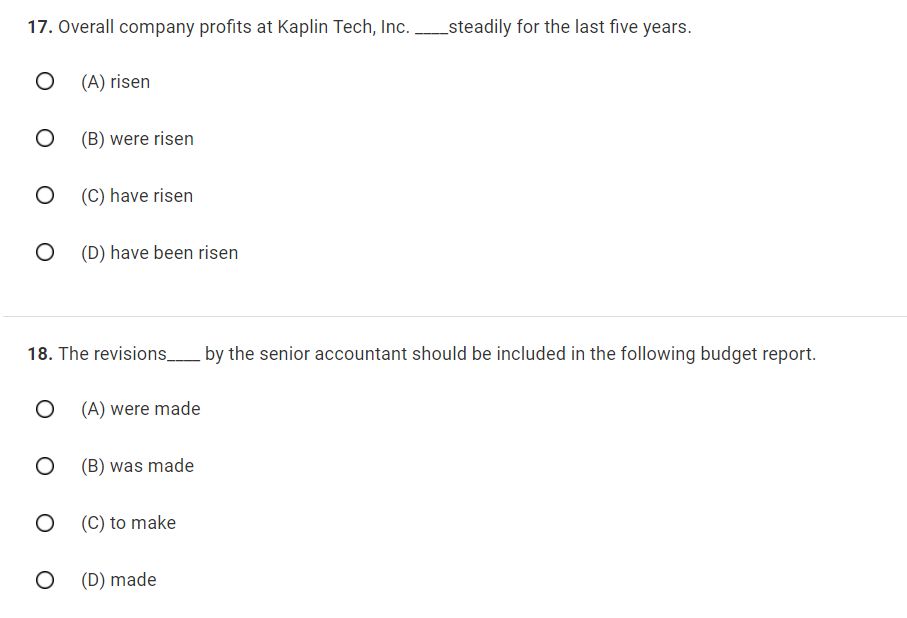 17. Overall company profits at Kaplin Tech, Inc. ____steadily for the last five years.
(A) risen
(B) were risen
(C) have risen
(D) have been risen
18. The revisions____ by the senior accountant should be included in the following budget report.
(A) were made
(B) was made
(C) to make
(D) made